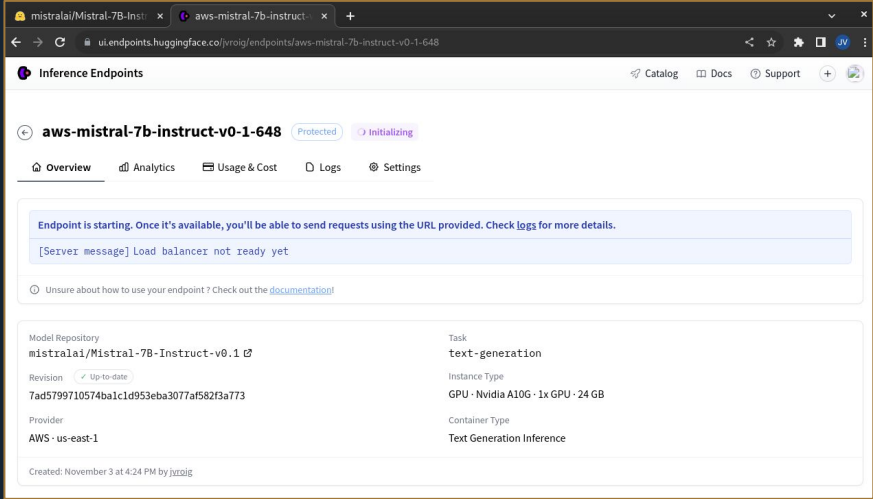 mistralai/Mistral-7B-Inst
aws-mistral-7b-instruct-
ui.endpoints.huggingface.co/jvroig/endpoints/aws-mistral-7b-instruct-v0-1-648
JV
Inference Endpoints
Catalog
Docs
Support
aws-mistral-7b-instruct-v0-1-648
Protected
Initializing
Overview
Analytics
Usage & Cost
Logs
Settings
Endpoint is starting. Once it's available, you'll be able to send requests using the URL provided. Check logs for more details.
[Server message] Load balancer not ready yet
Unsure about how to use your endpoint ? Check out the documentation!
Model Repository
mistralai/Mistral-7B-Instruct-v0.1
Task
text-generation
Revision ✓ Up-to-date
7ad5799710574ba1c1d953eba3077af582f3a773
Instance Type
GPU · Nvidia A10G · 1x GPU · 24 GB
Provider
AWS · us-east-1
Container Type
Text Generation Inference
Created: November 3 at 4:24 PM by jvroig